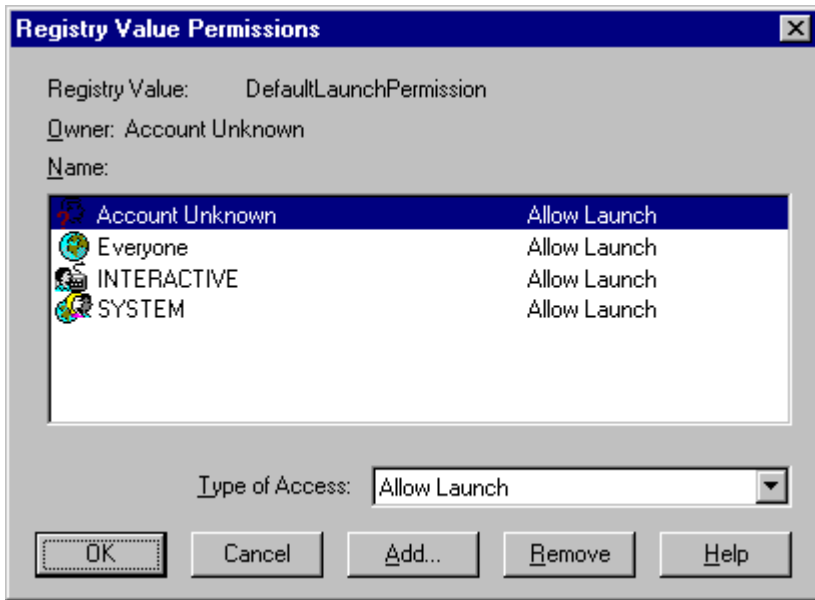 Registry Value Permissions
Registry Value: DefaultLaunchPermission
Owner: Account Unknown
Name:
Account Unknown Allow Launch
Everyone Allow Launch
INTERACTIVE Allow Launch
SYSTEM Allow Launch
Type of Access: Allow Launch
OK Cancel Add... Remove Help